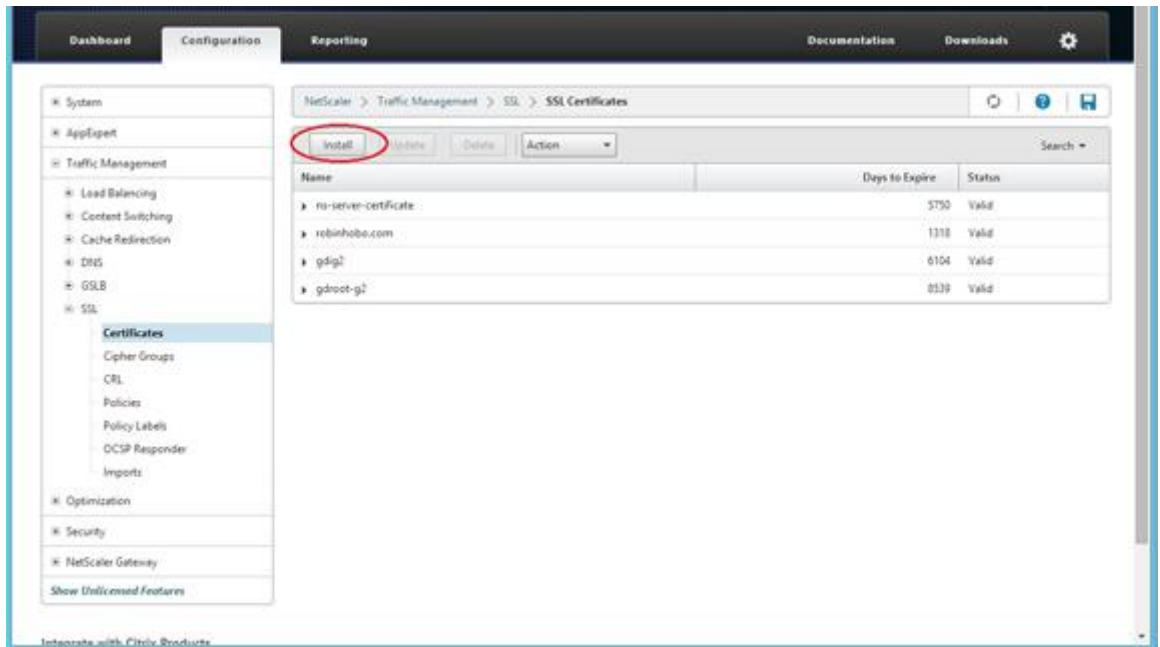 Dashboard Configuration Reporting Documentation Downloads
System
AppExpert
Traffic Management
Load Balancing
Content Switching
Cache Redirection
DNS
GSLB
SSL
Certificates
Cipher Groups
CRL
Policies
Policy Labels
OCSP Responder
Imports
Optimization
Security
NetScaler Gateway
Show Unlicensed Features
NetScaler > Traffic Management > SSL > SSL Certificates
Install Update Delete Action Search
Name Days to Expire Status
ns-server-certificate 5750 Valid
robinhobo.com 1318 Valid
gdig2 6104 Valid
gdroot-g2 8539 Valid
Integrate with Citrix Products